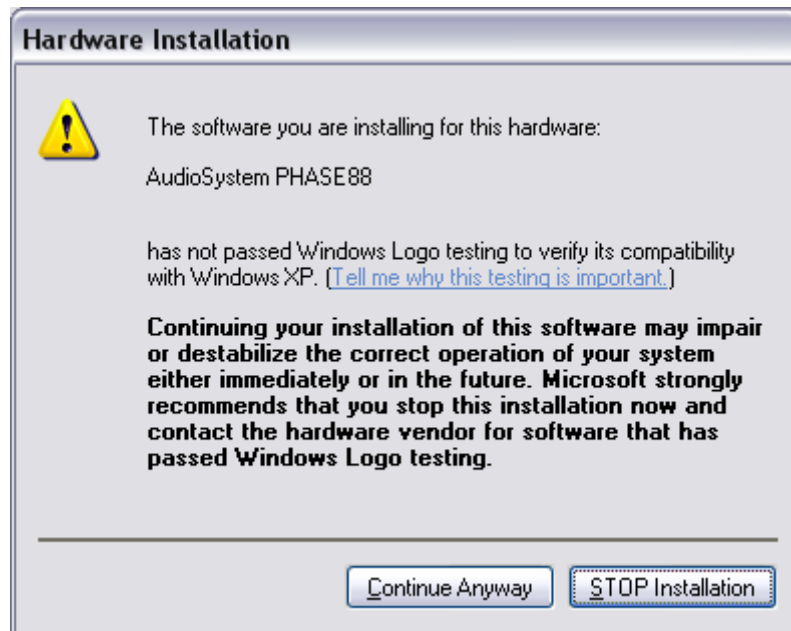 Hardware Installation
The software you are installing for this hardware:
AudioSystem PHASE88
has not passed Windows Logo testing to verify its compatibility
with Windows XP. (Tell me why this testing is important.)
Continuing your installation of this software may impair
or destabilize the correct operation of your system
either immediately or in the future. Microsoft strongly
recommends that you stop this installation now and
contact the hardware vendor for software that has
passed Windows Logo testing.
Continue Anyway
STOP Installation